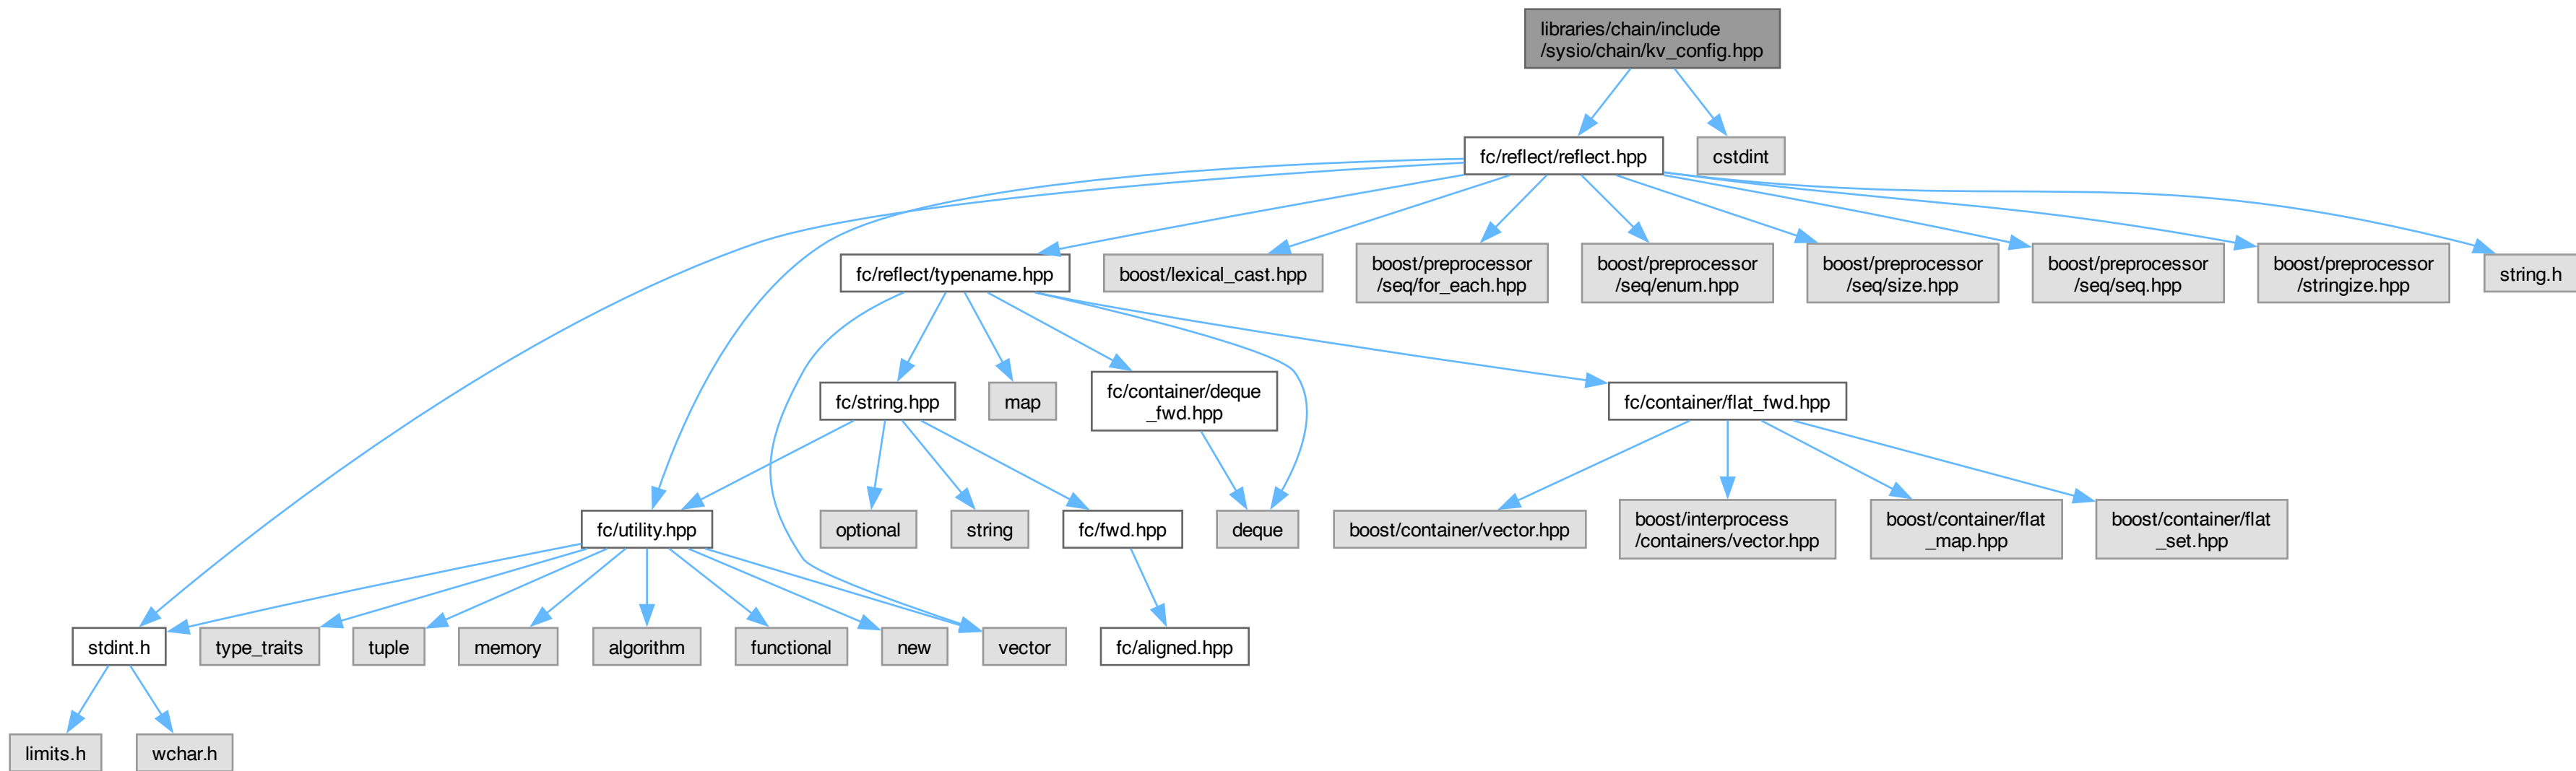 libraries/chain/include
/sysio/chain/kv_config.hpp
fc/reflect/reflect.hpp
cstdint
fc/reflect/typename.hpp
boost/lexical_cast.hpp
boost/preprocessor
/seq/for_each.hpp
boost/preprocessor
/seq/enum.hpp
boost/preprocessor
/seq/size.hpp
boost/preprocessor
/seq/seq.hpp
boost/preprocessor
/stringize.hpp
string.h
fc/string.hpp
map
fc/container/deque
_fwd.hpp
fc/container/flat_fwd.hpp
fc/utility.hpp
optional
string
fc/fwd.hpp
deque
boost/container/vector.hpp
boost/interprocess
/containers/vector.hpp
boost/container/flat
_map.hpp
boost/container/flat
_set.hpp
stdint.h
type_traits
tuple
memory
algorithm
functional
new
vector
fc/aligned.hpp
limits.h
wchar.h